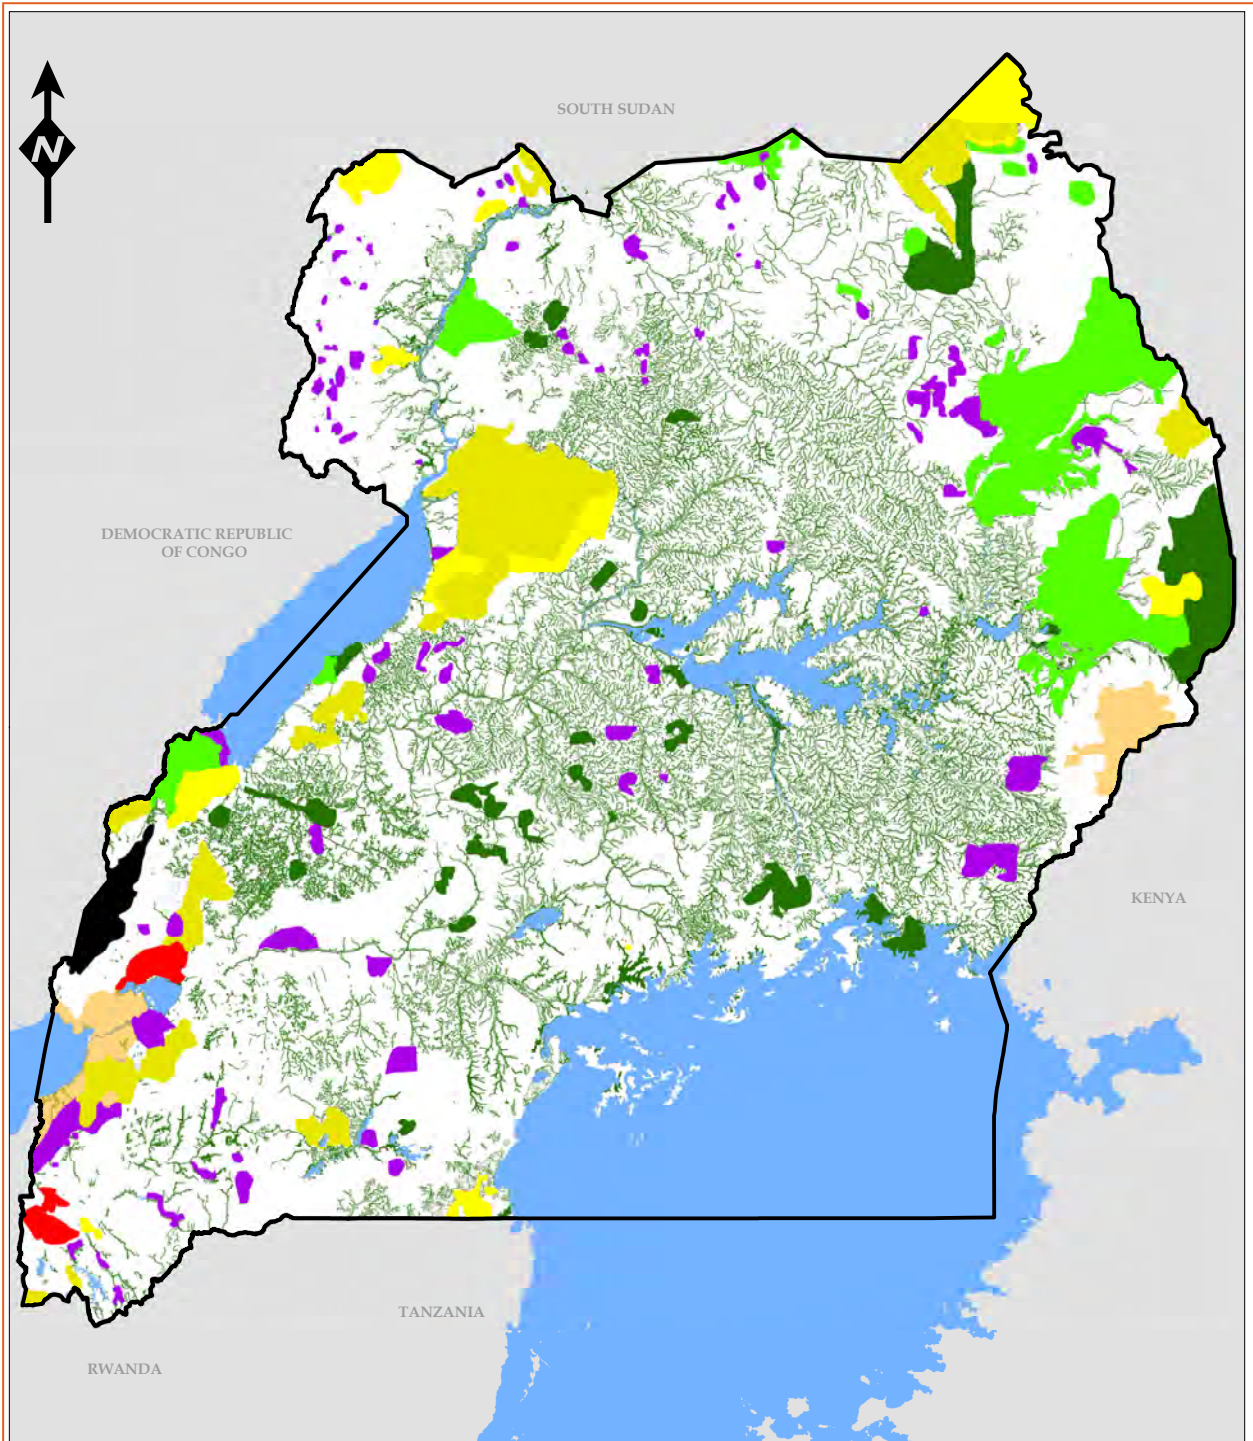 SOUTH SUDAN
N
DEMOCRATIC REPUBLIC
OF CONGO
KENYA
TANZANIA
RWANDA